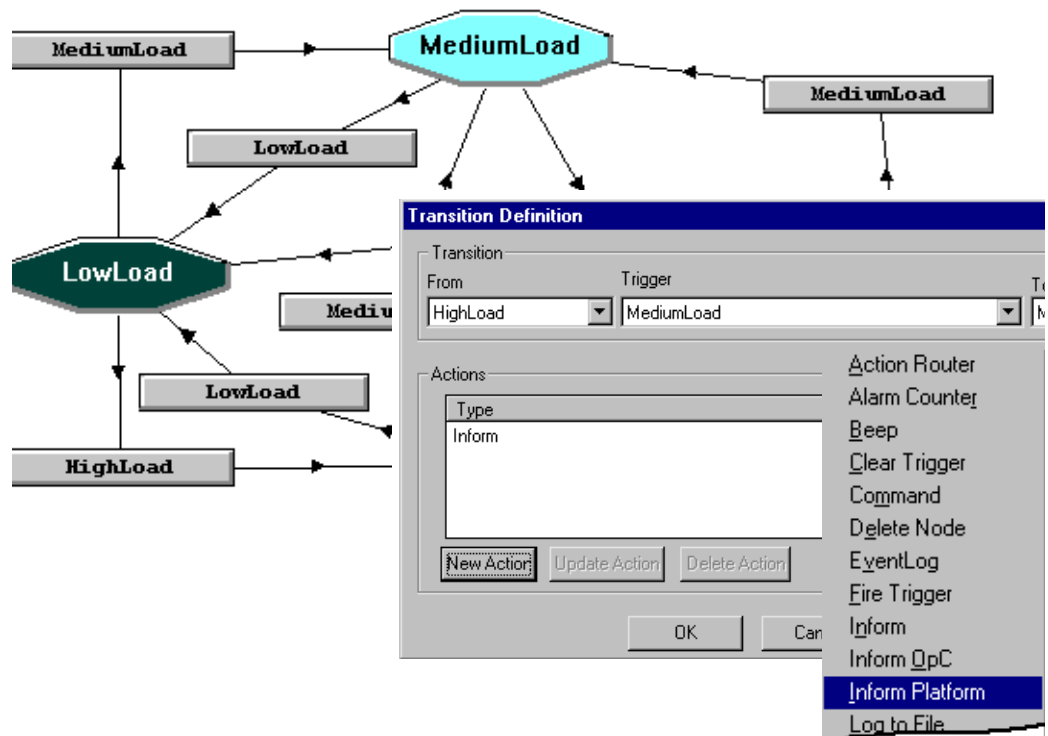 MediumLoad
MediumLoad
MediumLoad
LowLoad
LowLoad
Mediu
LowLoad
HighLoad
Transition Definition
Transition
From
Trigger
HighLoad
MediumLoad
Actions
Type
Inform
New Action
Update Action
Delete Action
OK
Can
Action Router
Alarm Counter
Beep
Clear Trigger
Command
Delete Node
EventLog
Fire Trigger
Inform
Inform OpC
Inform Platform
Log to File